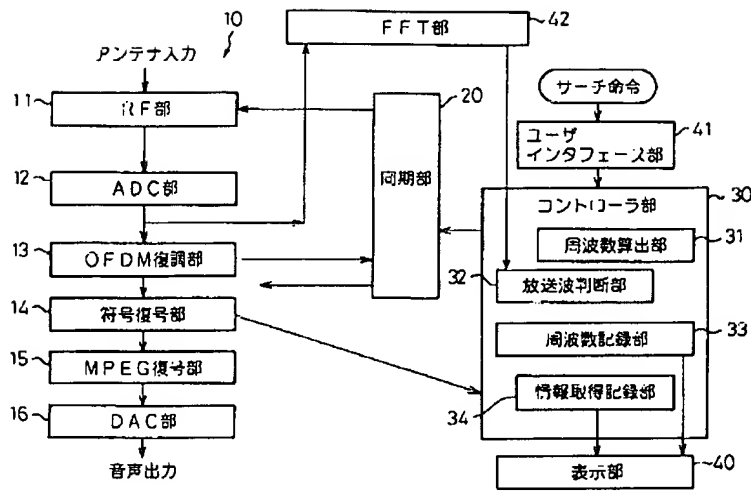 10
FFT部
42
アンテナ入力
11
RF部
20
同期部
サーチ命令
ユーザ
インタフェース部
41
12
ADC部
コントローラ部
30
周波数算出部
31
13
OFDM復調部
32
放送波判断部
14
符号復号部
周波数記録部
33
15
MPEG復号部
情報取得記録部
34
16
DAC部
音声出力
表示部
40